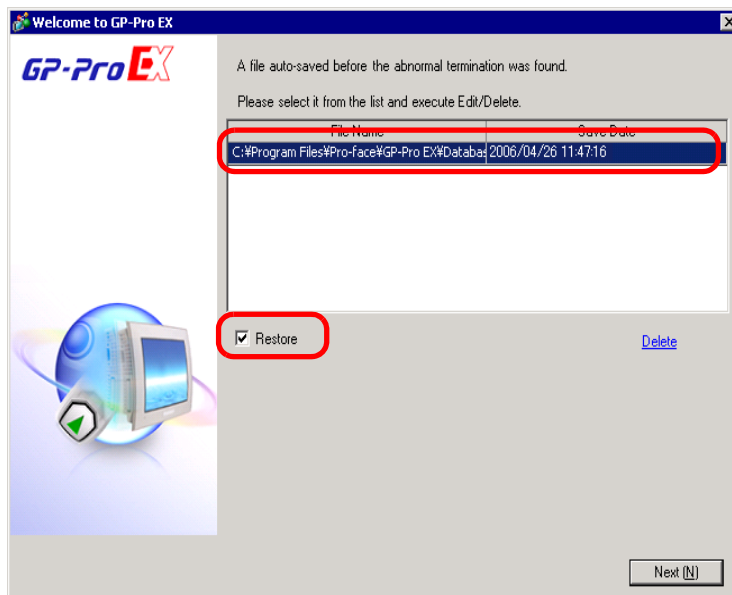 Welcome to GP-Pro EX
GP-Pro EX
A file auto-saved before the abnormal termination was found.
Please select it from the list and execute Edit/Delete.
File Name Save Date
C:¥Program Files¥Pro-face¥GP-Pro EX¥Databas 2006/04/26 11:47:16
Restore
Delete
Next (N)